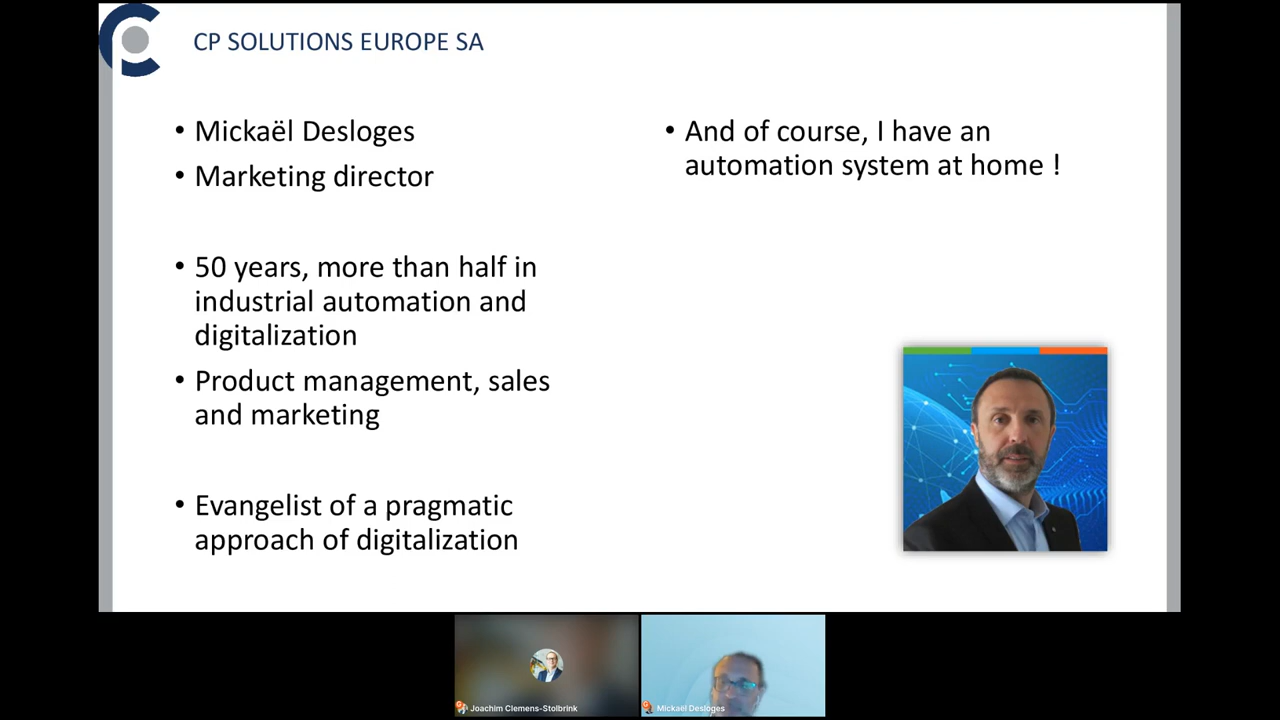 CP SOLUTIONS EUROPE SA
• Mickaël Desloges
• Marketing director
• 50 years, more than half in
industrial automation and
digitalization
• Product management, sales
and marketing
• Evangelist of a pragmatic
approach of digitalization
• And of course, I have an
automation system at home !
Joachim Clemens-Stolbrink
Mickaël Desloges